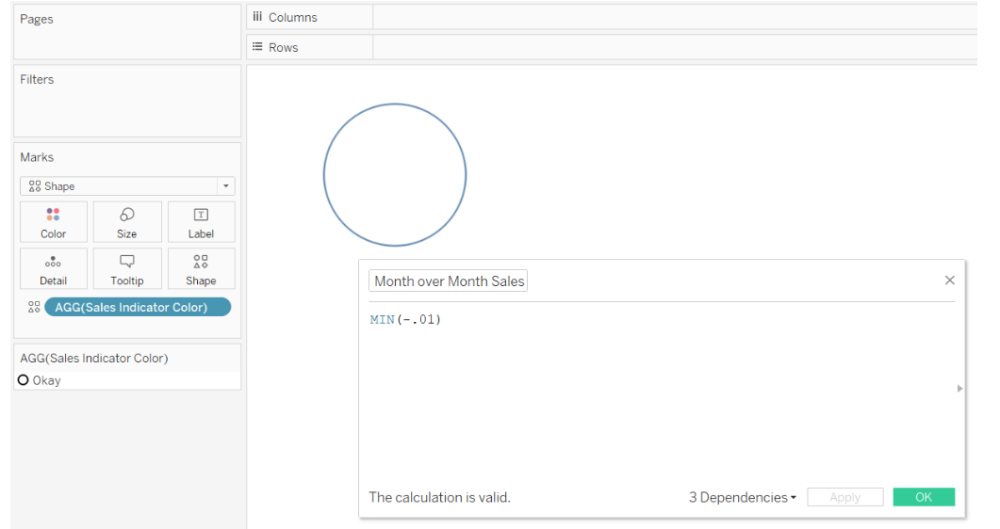 Pages
Columns
Rows
Filters
Marks
Shape
Color
Size
T
Label
Detail
Tooltip
Shape
AGG(Sales Indicator Color)
AGG(Sales Indicator Color)
Okay
Month over Month Sales
MIN(-.01)
The calculation is valid.
3 Dependencies
Apply
OK